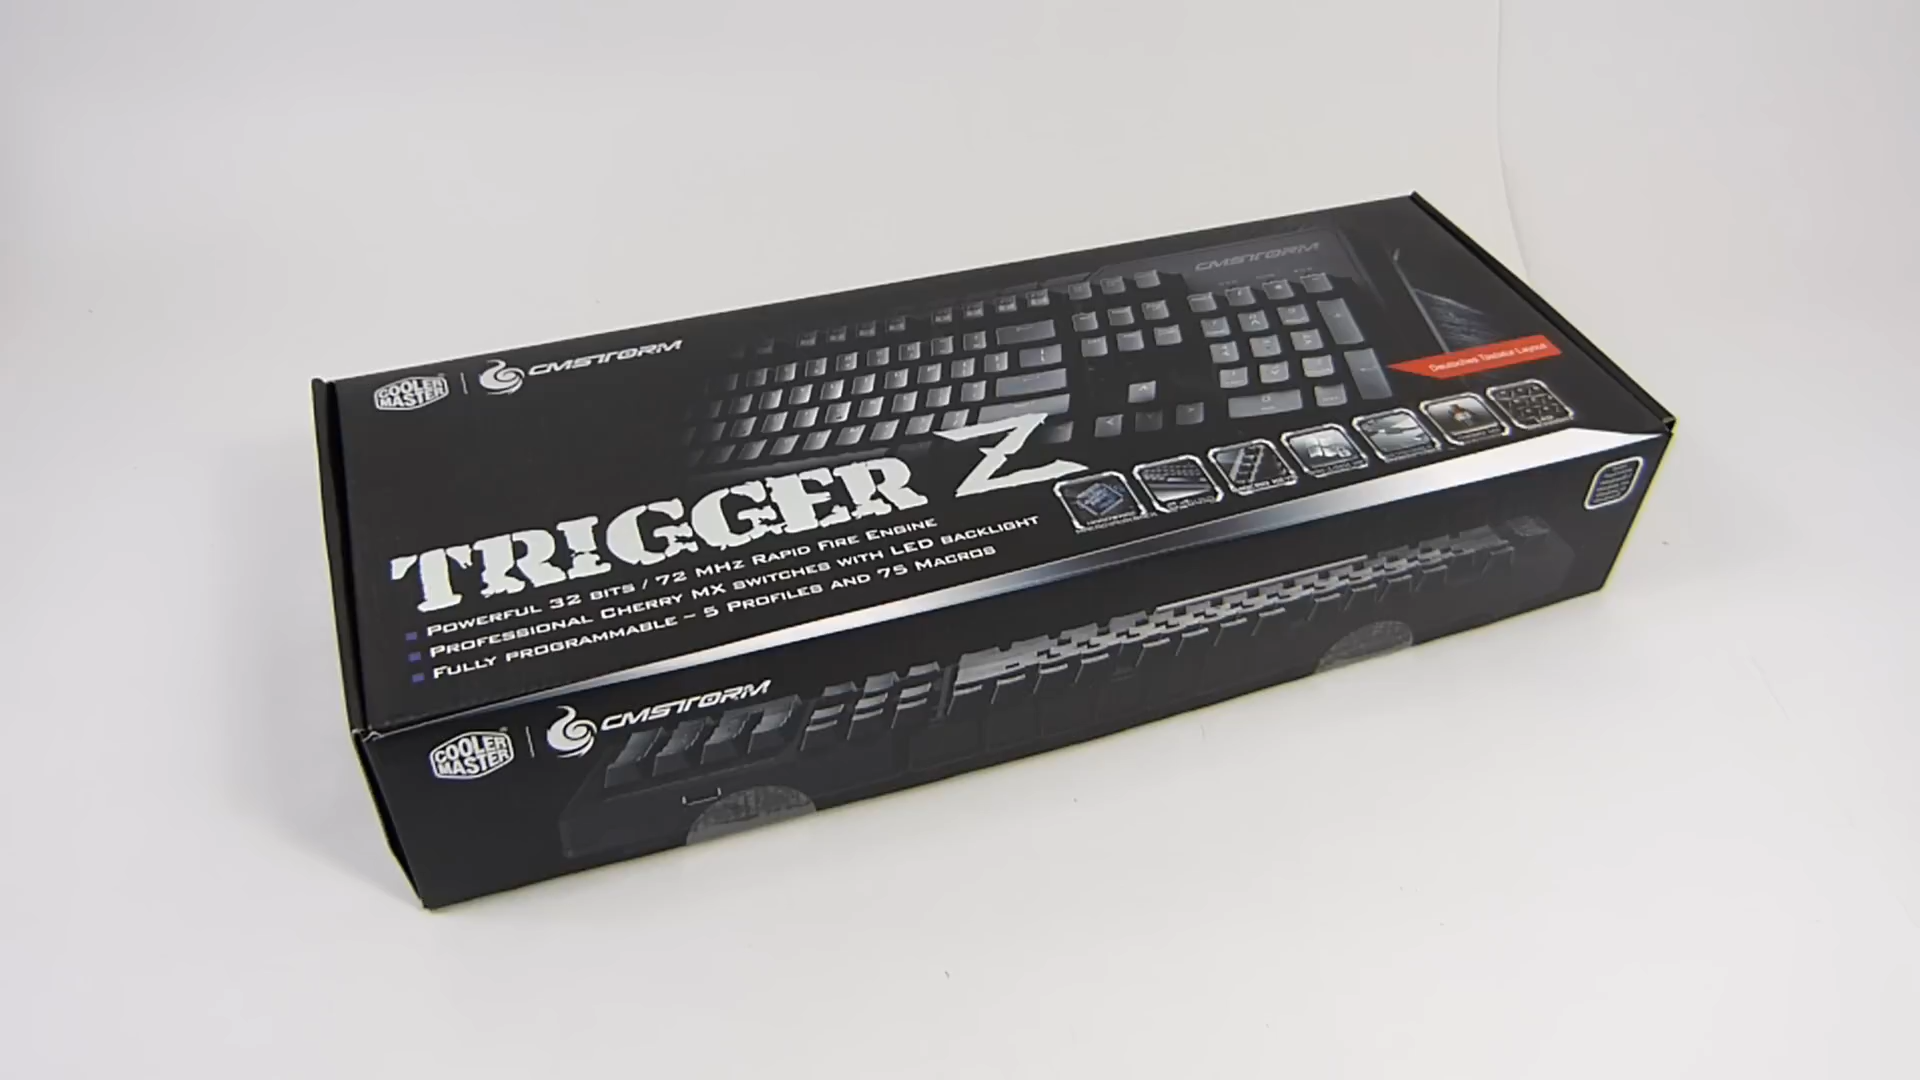 CMSTORM
COOLER
MASTER
CMSTORM
Deutsches Tastatur Layout
TRIGGER Z
POWERFUL 32 BITS / 72 MHZ RAPID FIRE ENGINE
PROFESSIONAL CHERRY MX SWITCHES WITH LED BACKLIGHT
FULLY PROGRAMMABLE – 5 PROFILES AND 75 MACROS
COOLER
MASTER
CMSTORM